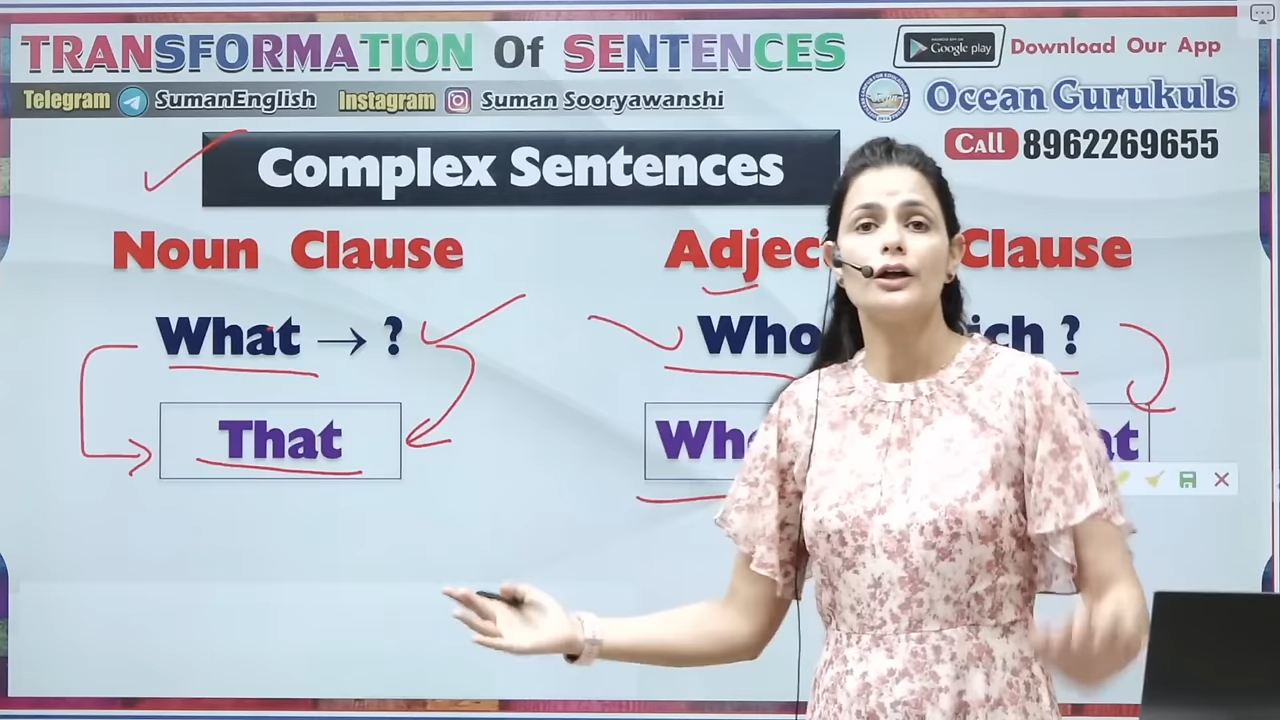 TRANSFORMATION Of SENTENCES
Google play
Download Our App
Telegram SumanEnglish Instagram Suman Sooryawanshi
Ocean Gurukuls
CALL 8962269655
Complex Sentences
Noun Clause
Clause
What → ?
Who ?
That